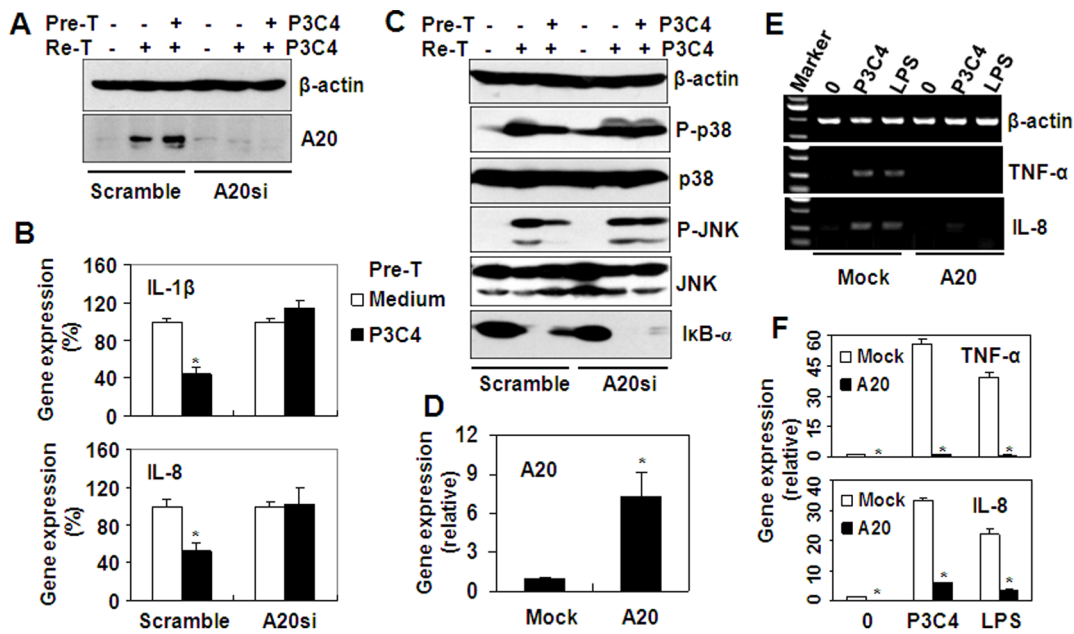 A
Pre-T - - + - - + P3C4
Re-T - + + - + + P3C4
β-actin
A20
Scramble A20si
B
Gene expression (%)
160
120
80
40
0
IL-1β
*
Pre-T
Medium
P3C4
Gene expression (%)
160
120
80
40
0
IL-8
*
Scramble A20si
C
Pre-T - - + - - + P3C4
Re-T - + + - + + P3C4
β-actin
P-p38
p38
P-JNK
JNK
IκB-α
Scramble A20si
D
Gene expression (relative)
12
9
6
3
0
A20
*
Mock A20
E
Marker 0 P3C4 LPS 0 P3C4 LPS
β-actin
TNF-α
IL-8
Mock A20
F
Gene expression (relative)
60
45
30
15
0
Mock
A20
TNF-α
* * *
40
30
20
10
0
Mock
A20
IL-8
* * *
0 P3C4 LPS